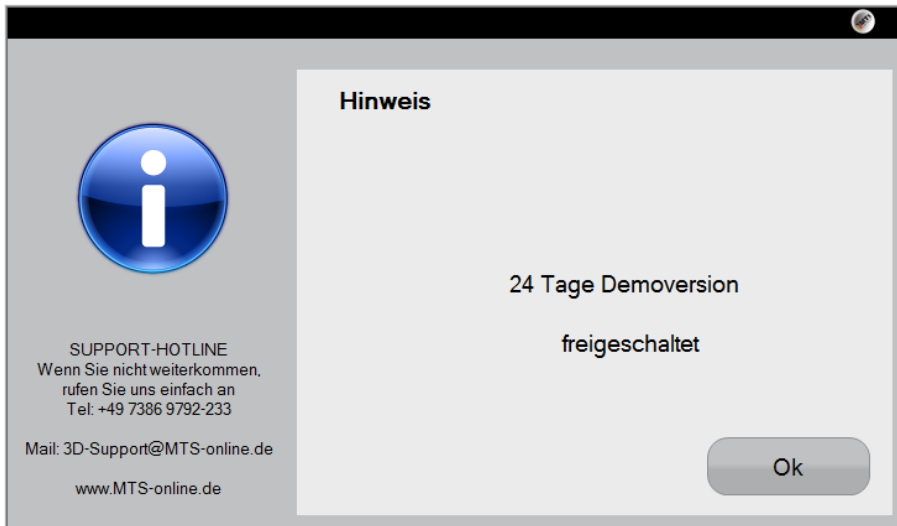 Hinweis
24 Tage Demoversion
freigeschaltet
SUPPORT-HOTLINE
Wenn Sie nicht weiterkommen,
rufen Sie uns einfach an
Tel: +49 7386 9792-233
Mail: 3D-Support@MTS-online.de
www.MTS-online.de
Ok